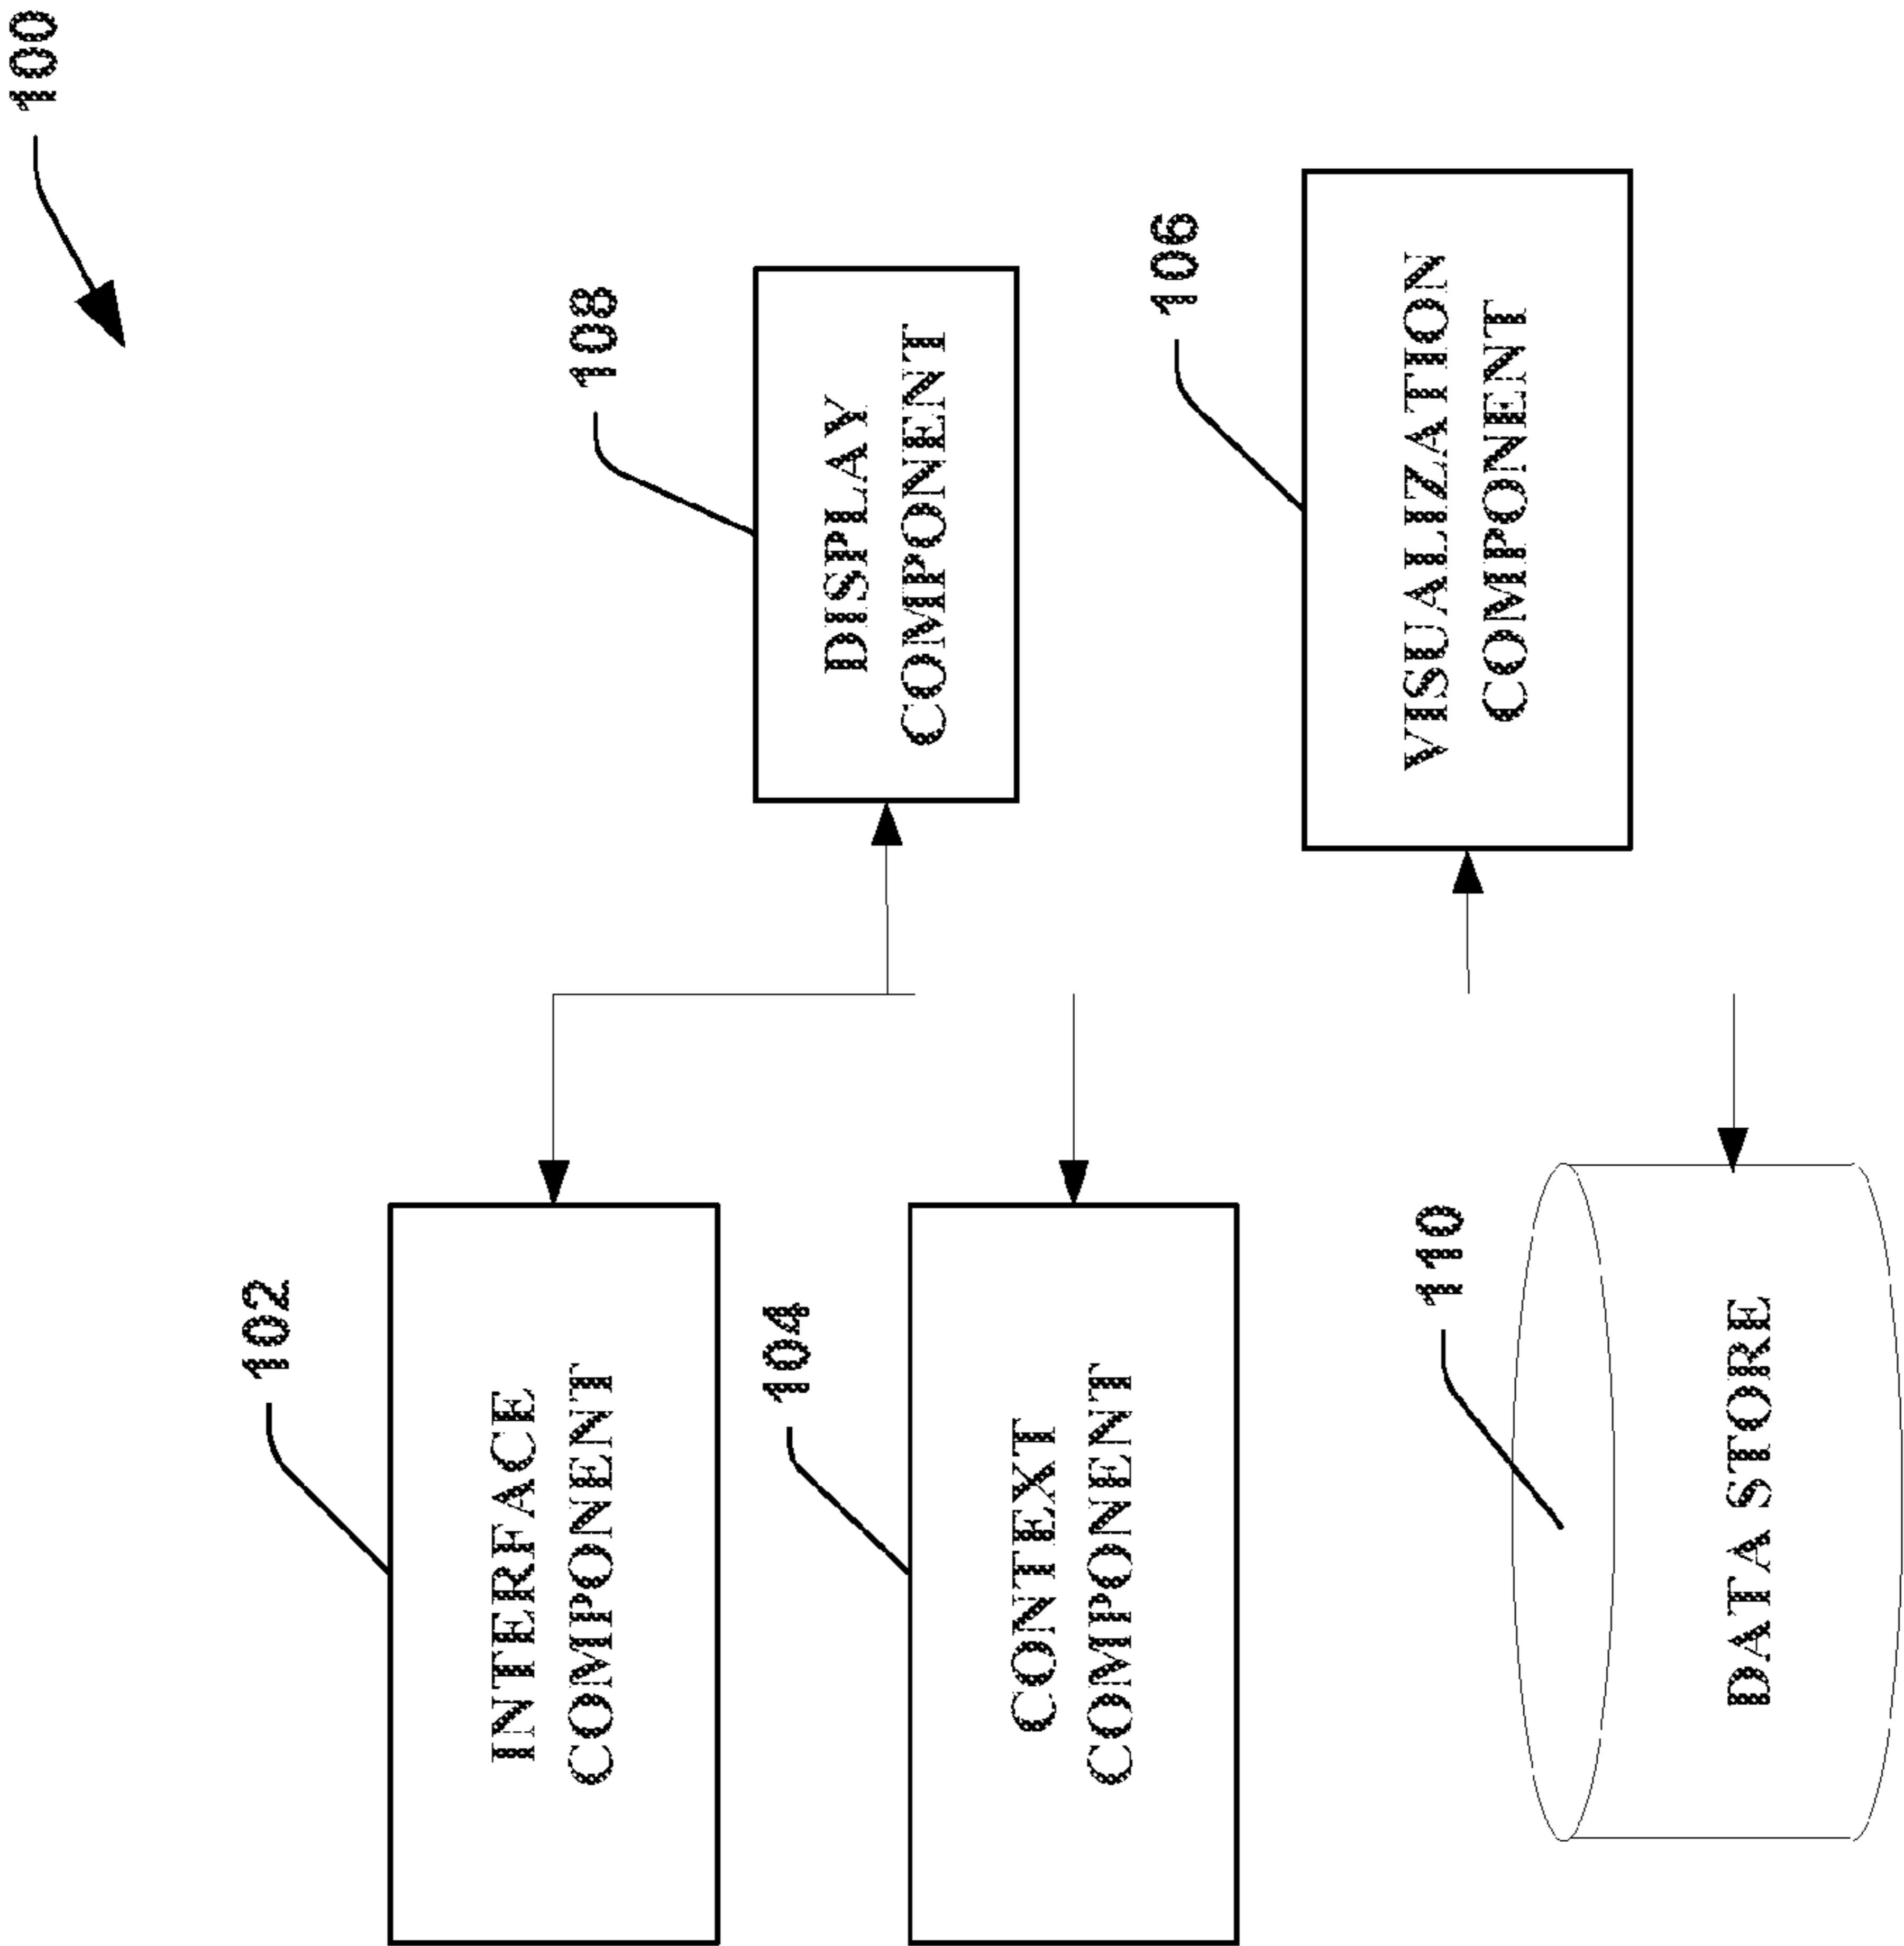 100
102
INTERFACE
COMPONENT
108
DISPLAY
COMPONENT
104
CONTEXT
COMPONENT
106
VISUALIZATION
COMPONENT
110
DATA STORE